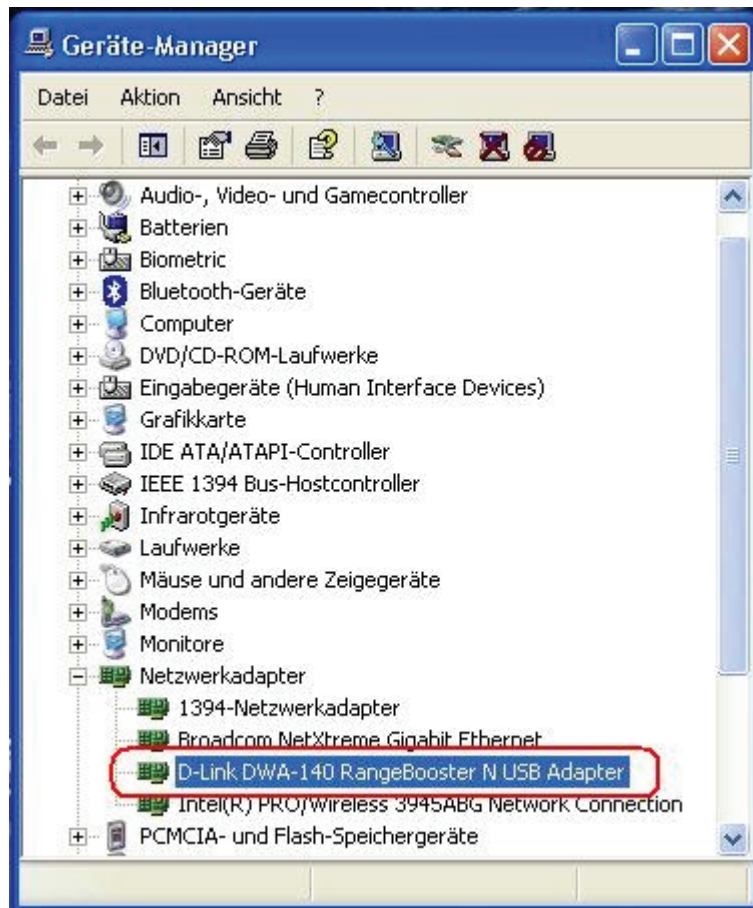 Geräte-Manager
Datei Aktion Ansicht ?
Audio-, Video- und Gamecontroller
Batterien
Biometric
Bluetooth-Geräte
Computer
DVD/CD-ROM-Laufwerke
Eingabegeräte (Human Interface Devices)
Grafikkarte
IDE ATA/ATAPI-Controller
IEEE 1394 Bus-Hostcontroller
Infrarotgeräte
Laufwerke
Mäuse und andere Zeigegeräte
Modems
Monitore
Netzwerkadapter
1394-Netzwerkadapter
Broadcom NetXtreme Gigabit Ethernet
D-Link DWA-140 RangeBooster N USB Adapter
Intel(R) PRO/Wireless 3945ABG Network Connection
PCMCIA- und Flash-Speichergeräte